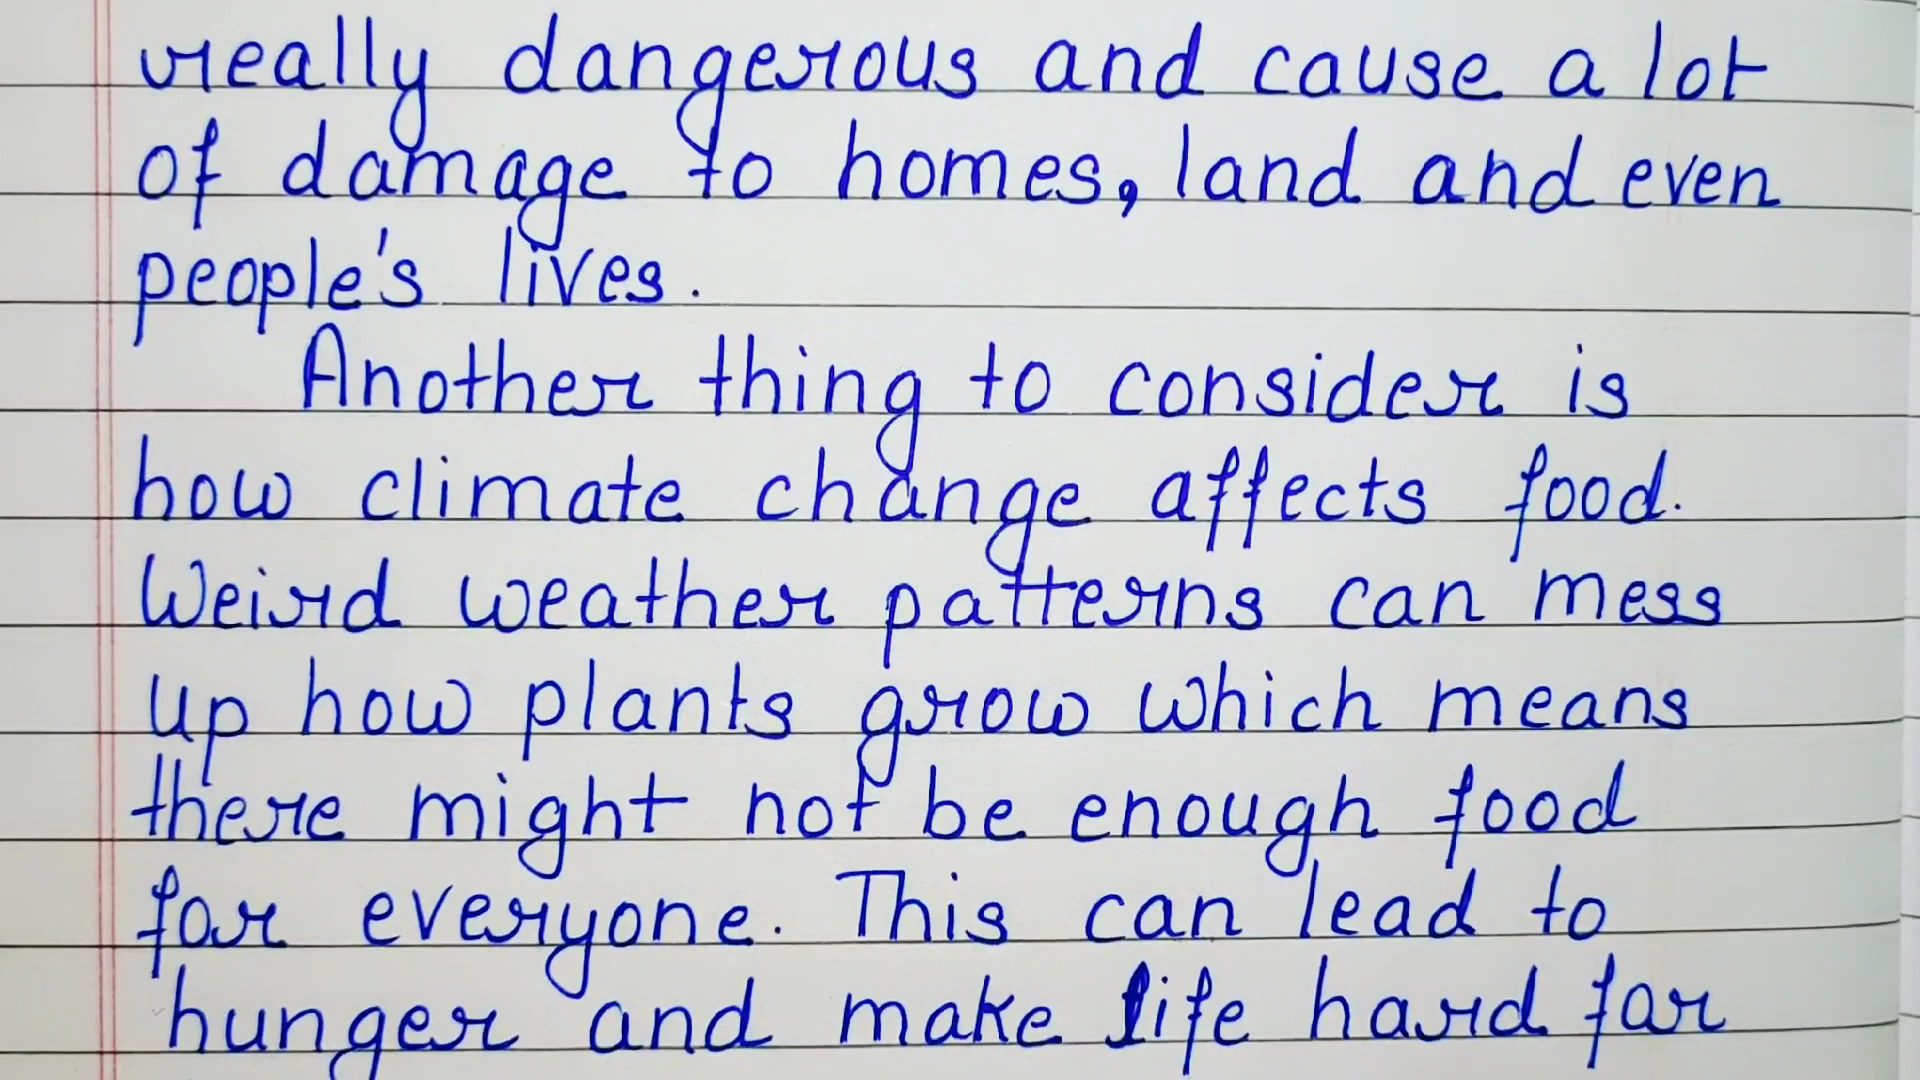 really dangerous and cause a lot
of damage to homes, land and even
people's lives.
Another thing to consider is
how climate change affects food.
Weird weather patterns can mess
up how plants grow which means
there might not be enough food
for everyone. This can lead to
hunger and make life hard for